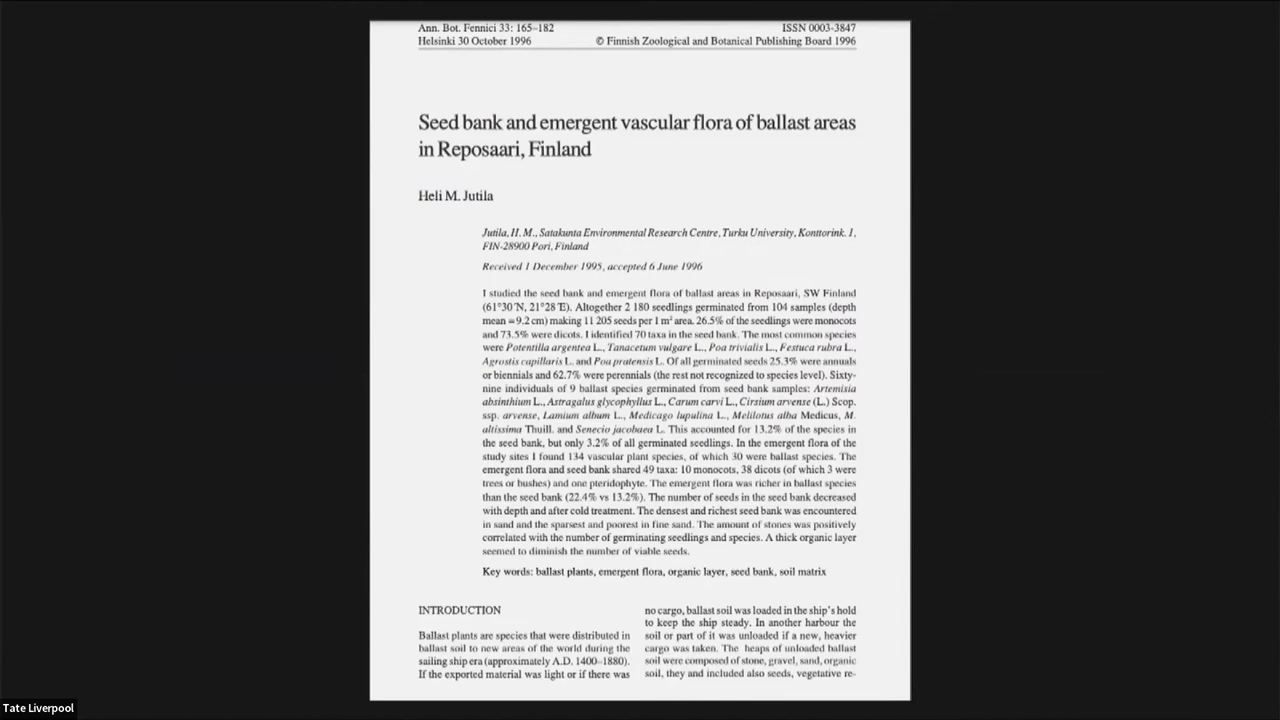 Ann. Bot. Fennici 33: 165–182
ISSN 0003-3847
Helsinki 30 October 1996
© Finnish Zoological and Botanical Publishing Board 1996
Seed bank and emergent vascular flora of ballast areas
in Reposaari, Finland
Heli M. Jutila
Jutila, H. M., Satakunta Environmental Research Centre, Turku University, Konttorink. 1,
FIN-28900 Pori, Finland
Received 1 December 1995, accepted 6 June 1996
I studied the seed bank and emergent flora of ballast areas in Reposaari, SW Finland
(61°30´N, 21°28´E). Altogether 2 180 seedlings germinated from 104 samples (depth
mean = 9.2 cm) making 11 205 seeds per 1 m² area. 26.5% of the seedlings were monocots
and 73.5% were dicots. I identified 70 taxa in the seed bank. The most common species
were Potentilla argentea L., Tanacetum vulgare L., Poa trivialis L., Festuca rubra L.,
Agrostis capillaris L. and Poa pratensis L. Of all germinated seeds 25.3% were annuals
or biennials and 62.7% were perennials (the rest not recognized to species level). Sixty-
nine individuals of 9 ballast species germinated from seed bank samples: Artemisia
absinthium L., Astragalus glycophyllus L., Carum carvi L., Cirsium arvense (L.) Scop.
ssp. arvense, Lamium album L., Medicago lupulina L., Melilotus alba Medicus, M.
altissima Thuill. and Senecio jacobaea L. This accounted for 13.2% of the species in
the seed bank, but only 3.2% of all germinated seedlings. In the emergent flora of the
study sites I found 134 vascular plant species, of which 30 were ballast species. The
emergent flora and seed bank shared 49 taxa: 10 monocots, 38 dicots (of which 3 were
trees or bushes) and one pteridophyte. The emergent flora was richer in ballast species
than the seed bank (22.4% vs 13.2%). The number of seeds in the seed bank decreased
with depth and after cold treatment. The densest and richest seed bank was encountered
in sand and the sparsest and poorest in fine sand. The amount of stones was positively
correlated with the number of germinating seedlings and species. A thick organic layer
seemed to diminish the number of viable seeds.
Key words: ballast plants, emergent flora, organic layer, seed bank, soil matrix
INTRODUCTION
Ballast plants are species that were distributed in
ballast soil to new areas of the world during the
sailing ship era (approximately A.D. 1400–1880).
If the exported material was light or if there was
no cargo, ballast soil was loaded in the ship's hold
to keep the ship steady. In another harbour the
soil or part of it was unloaded if a new, heavier
cargo was taken. The heaps of unloaded ballast
soil were composed of stone, gravel, sand, organic
soil, they and included also seeds, vegetative re-
Tate Liverpool